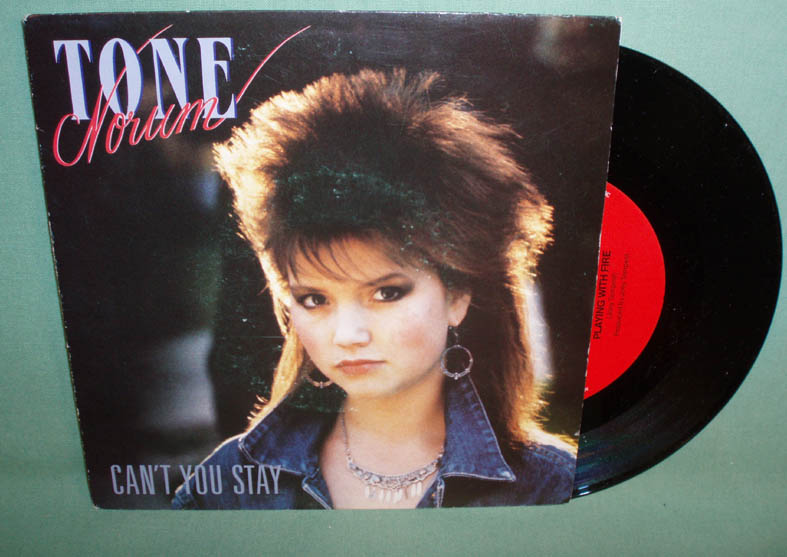 TONE
Norum
CAN'T YOU STAY
PLAYING WITH FIRE